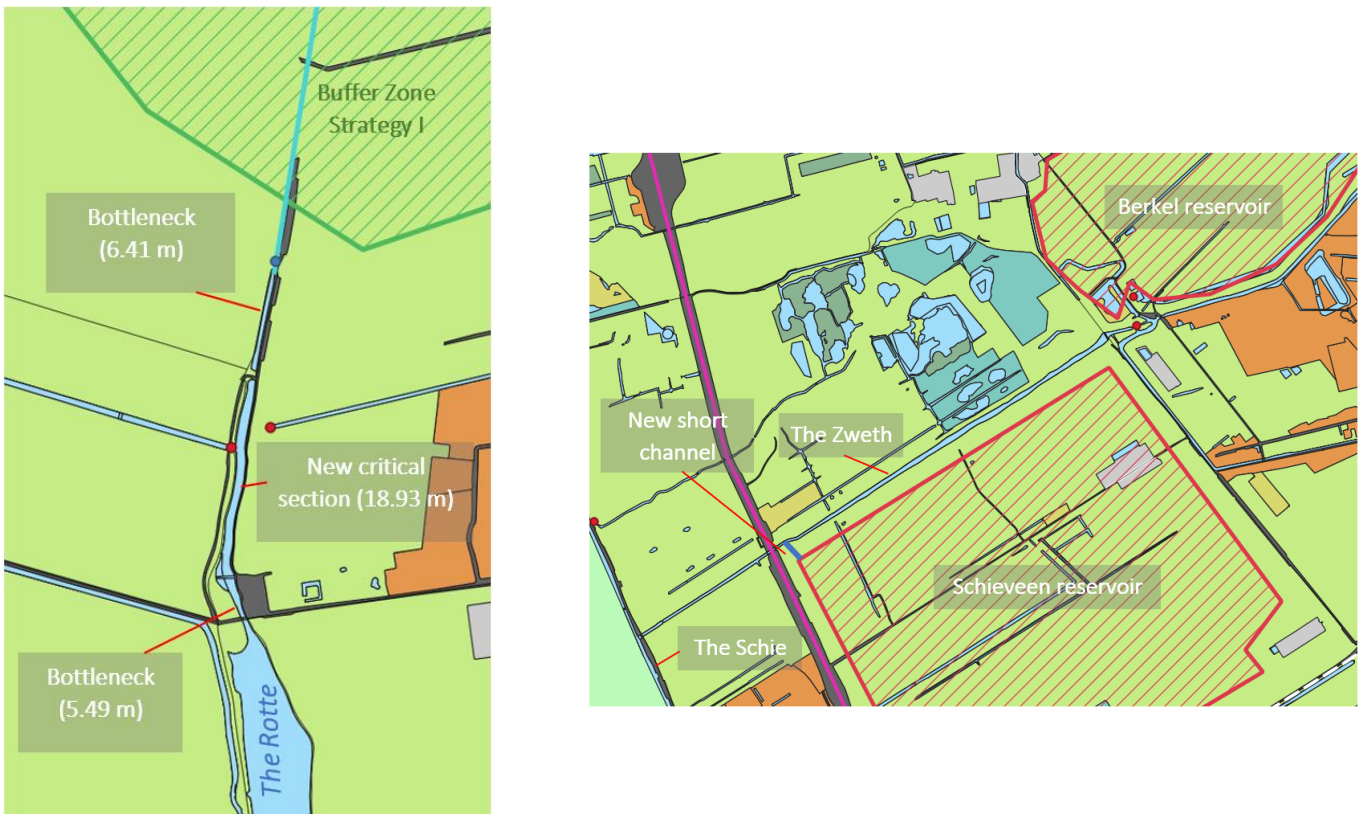 Buffer Zone
Strategy I
Bottleneck
(6.41 m)
New critical
section (18.93 m)
Bottleneck
(5.49 m)
The Rotte
Berkel reservoir
New short
channel
The Zweth
Schieveen reservoir
The Schie